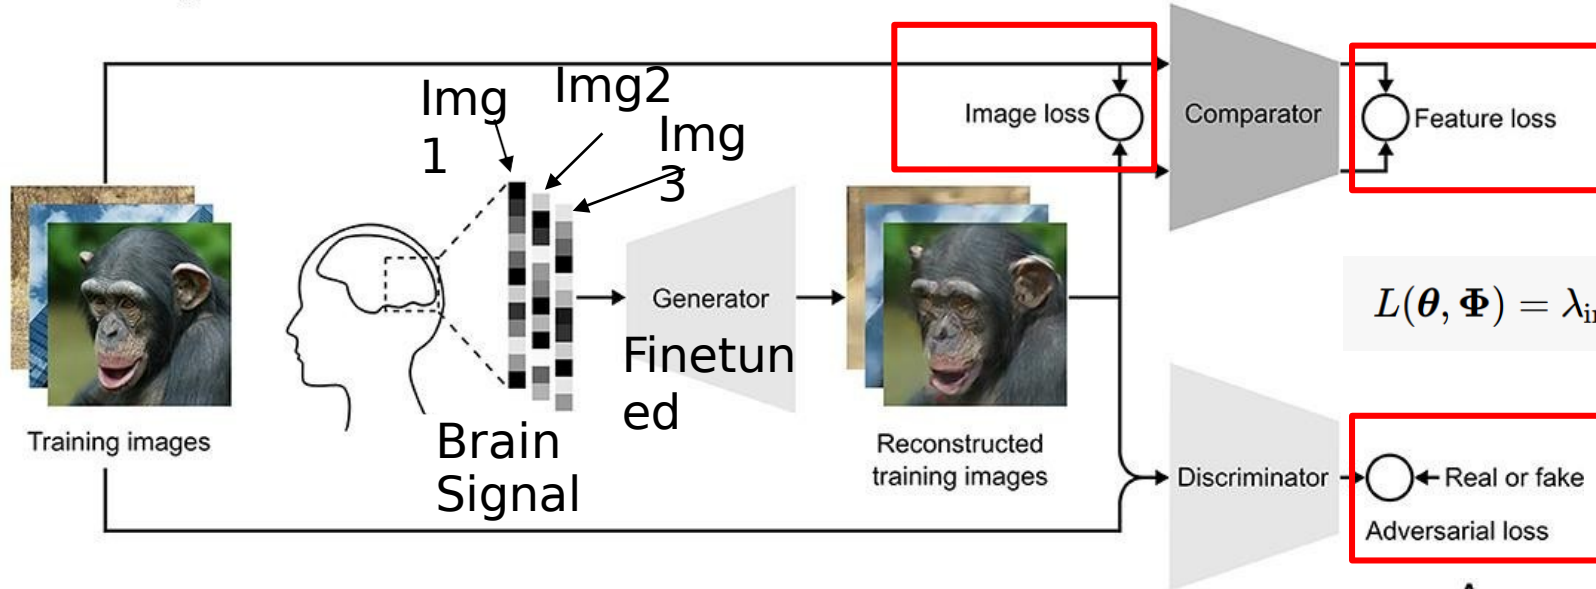 Img
1
Img2
Img
3
Image loss
Comparator
Feature loss
Generator
Finetun
ed
Training images
Brain
Signal
Reconstructed
training images
Discriminator
Real or fake
Adversarial loss
L(θ, Φ) = λ